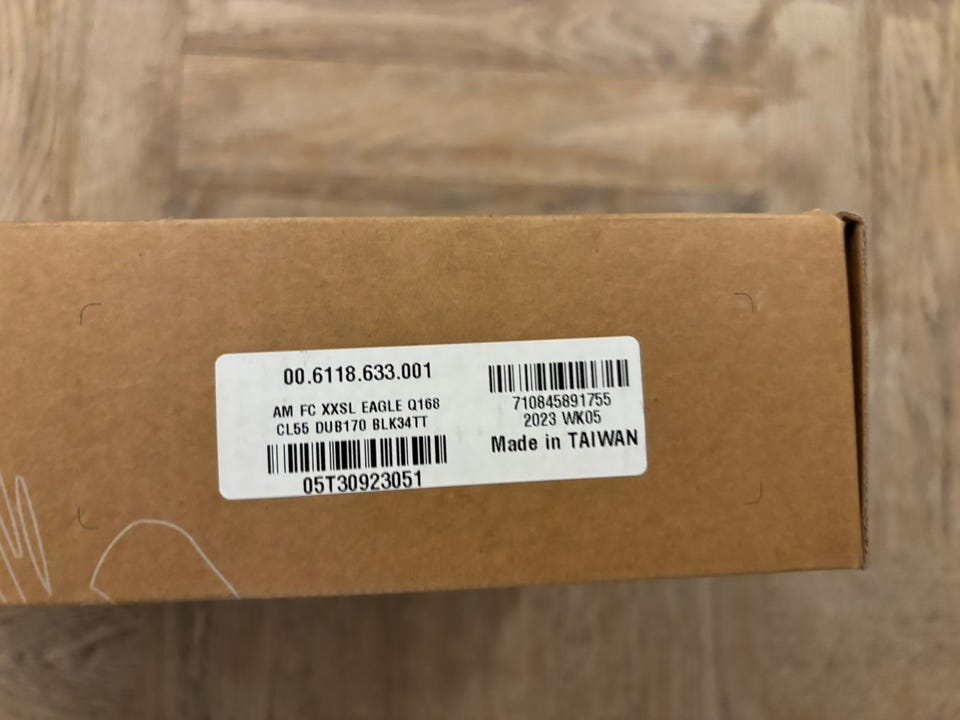 00.6118.633.001
AM FC XXSL EAGLE Q168
CL55 DUB170 BLK34TT
05T30923051
710845891755
2023 WK05
Made in TAIWAN